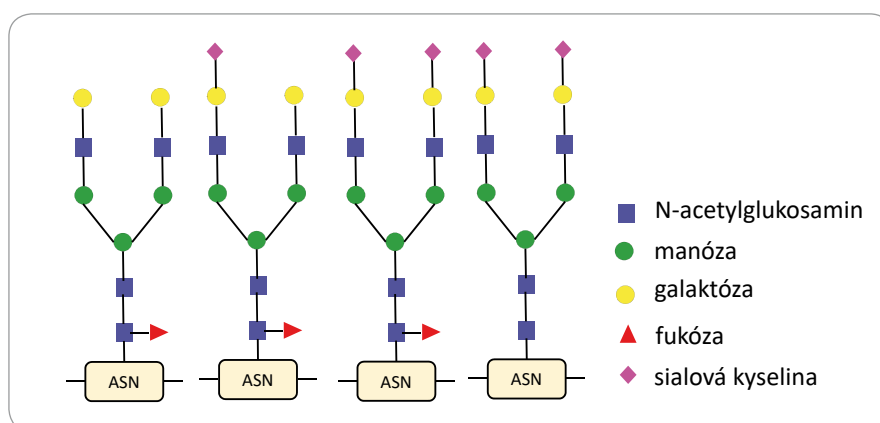 N-acetylglukosamin
manóza
galaktóza
fukóza
sialová kyselina
ASN
ASN
ASN
ASN